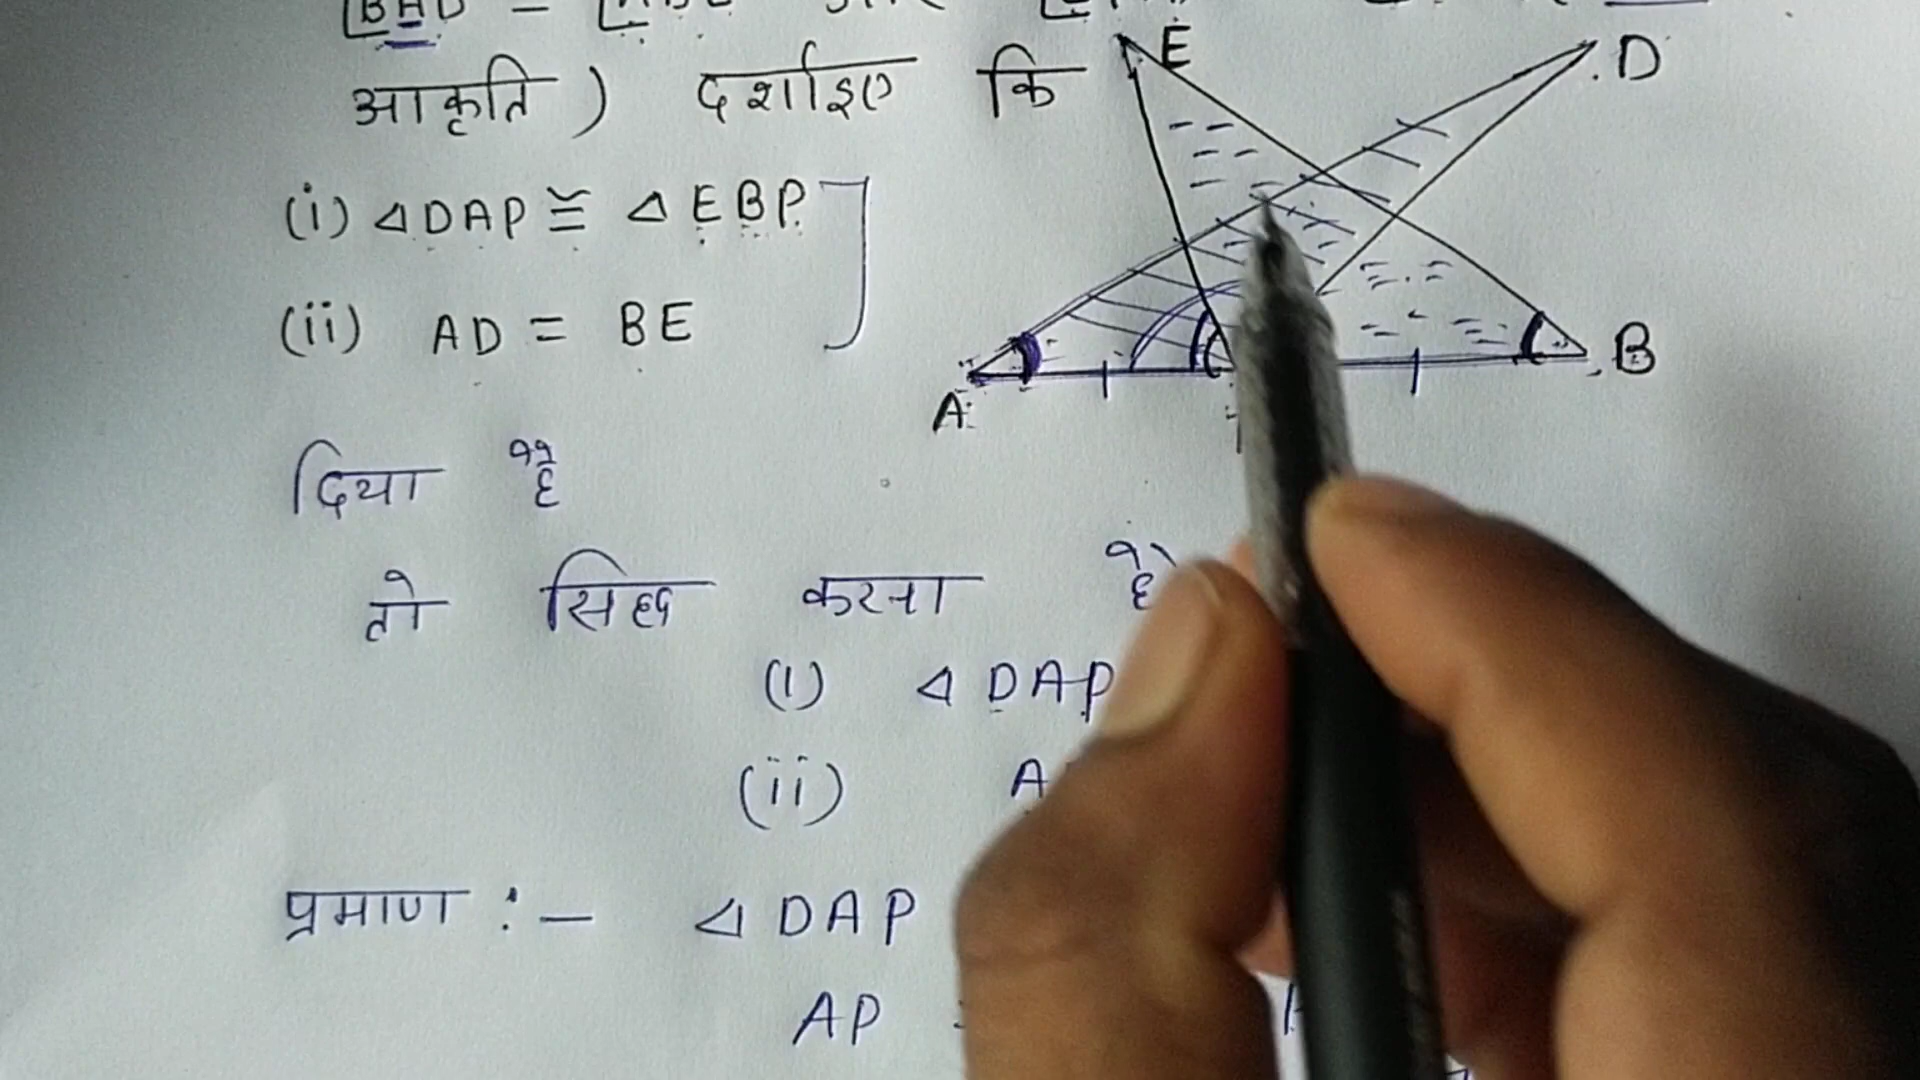 आकृति) दर्शाइए कि
(i) △DAP ≅ △EBP
(ii) AD = BE
E
D
A
B
दिया है
तो सिद्ध करना है
(i) △DAP
(ii) A
प्रमाण :- △DAP
AP